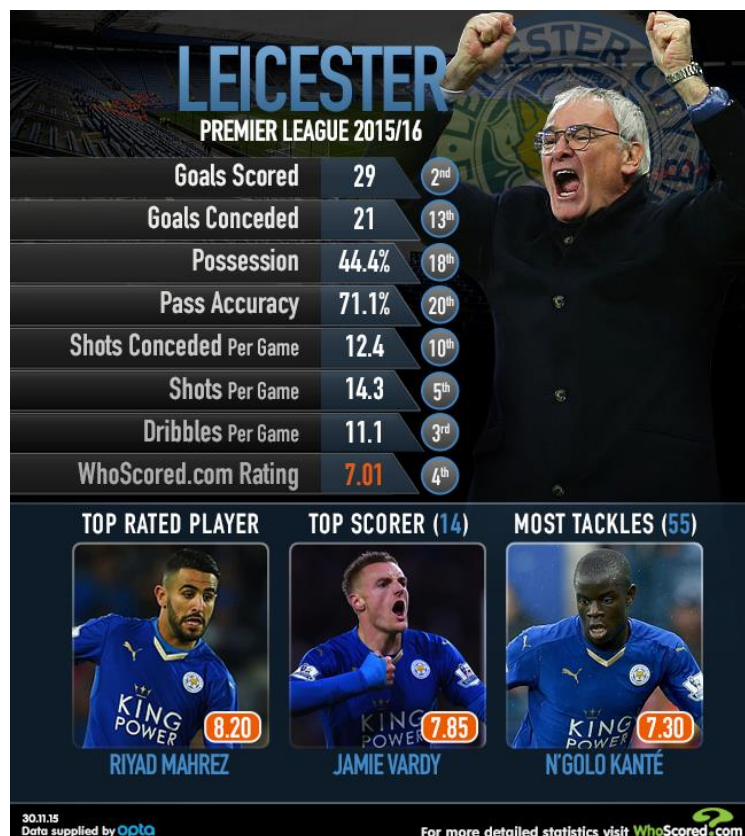 LEICESTER
PREMIER LEAGUE 2015/16
LEICESTER CITY
Goals Scored 29 2nd
Goals Conceded 21 13th
Possession 44.4% 18th
Pass Accuracy 71.1% 20th
Shots Conceded Per Game 12.4 10th
Shots Per Game 14.3 5th
Dribbles Per Game 11.1 3rd
WhoScored.com Rating 7.01 4th
TOP RATED PLAYER TOP SCORER (14) MOST TACKLES (55)
KING POWER KING POWER KING POWER
8.20 7.85 7.30
RIYAD MAHREZ JAMIE VARDY N'GOLO KANTÉ
30.11.15
Data supplied by opta For more detailed statistics visit WhoScored.com